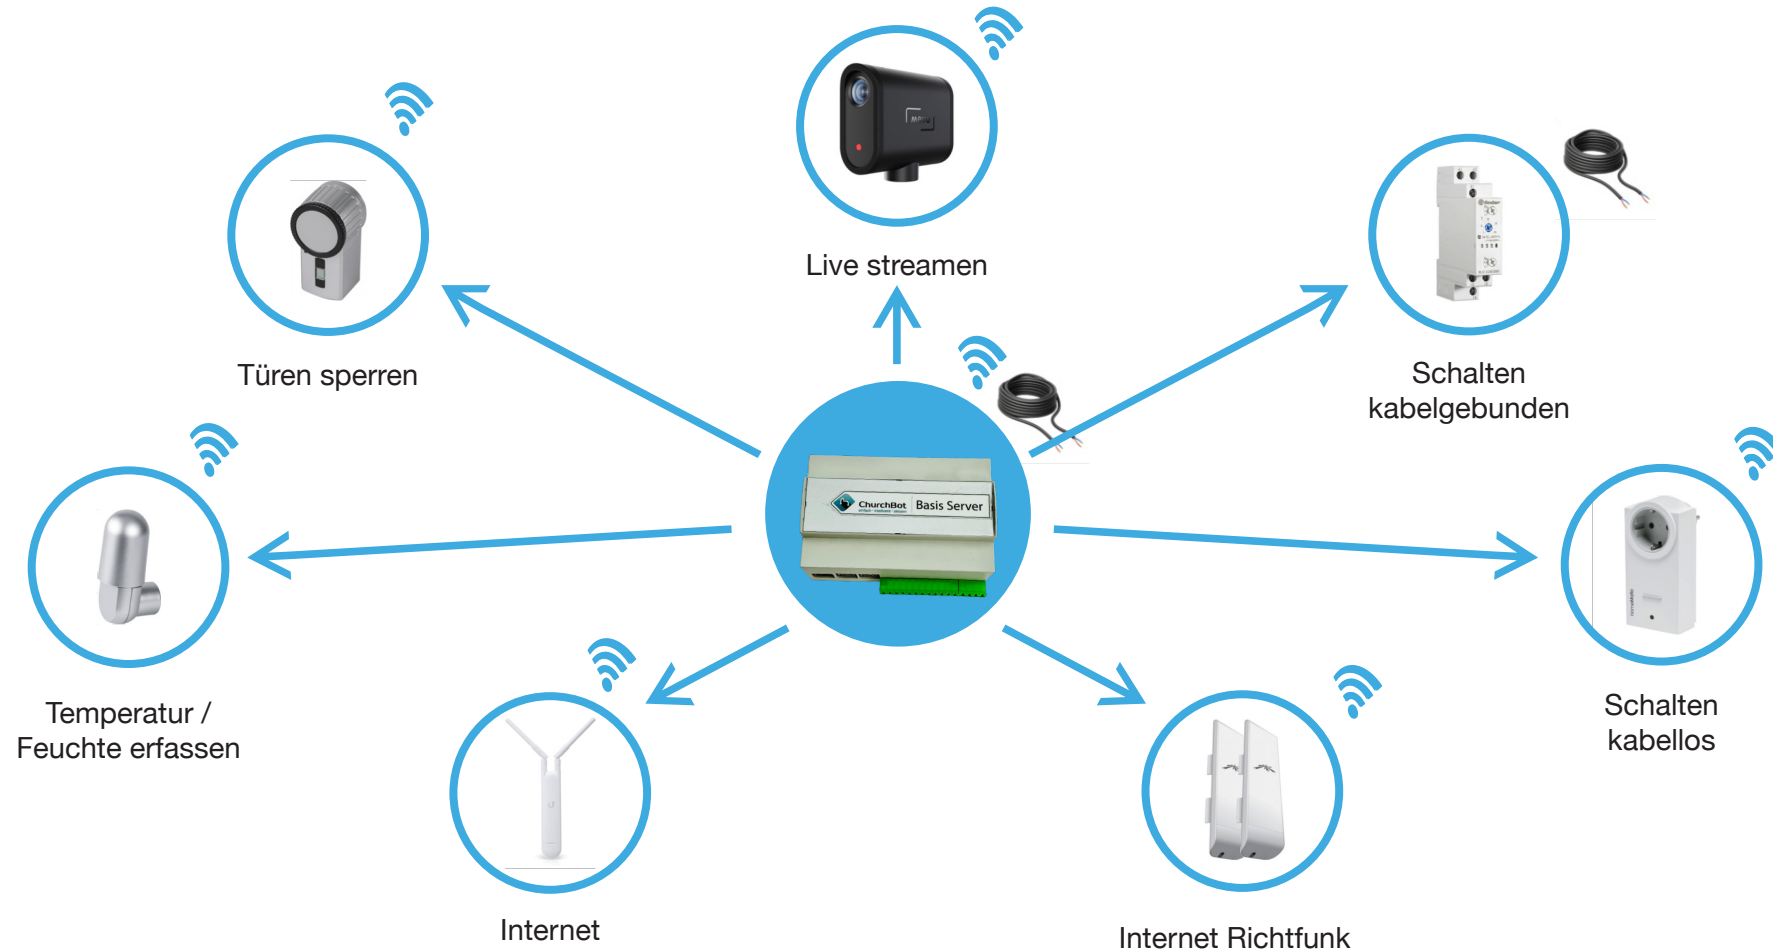 Live streamen
Türen sperren
Schalten
kabelgebunden
ChurchBot
Basis Server
Temperatur /
Feuchte erfassen
Schalten
kabellos
Internet
Internet Richtfunk